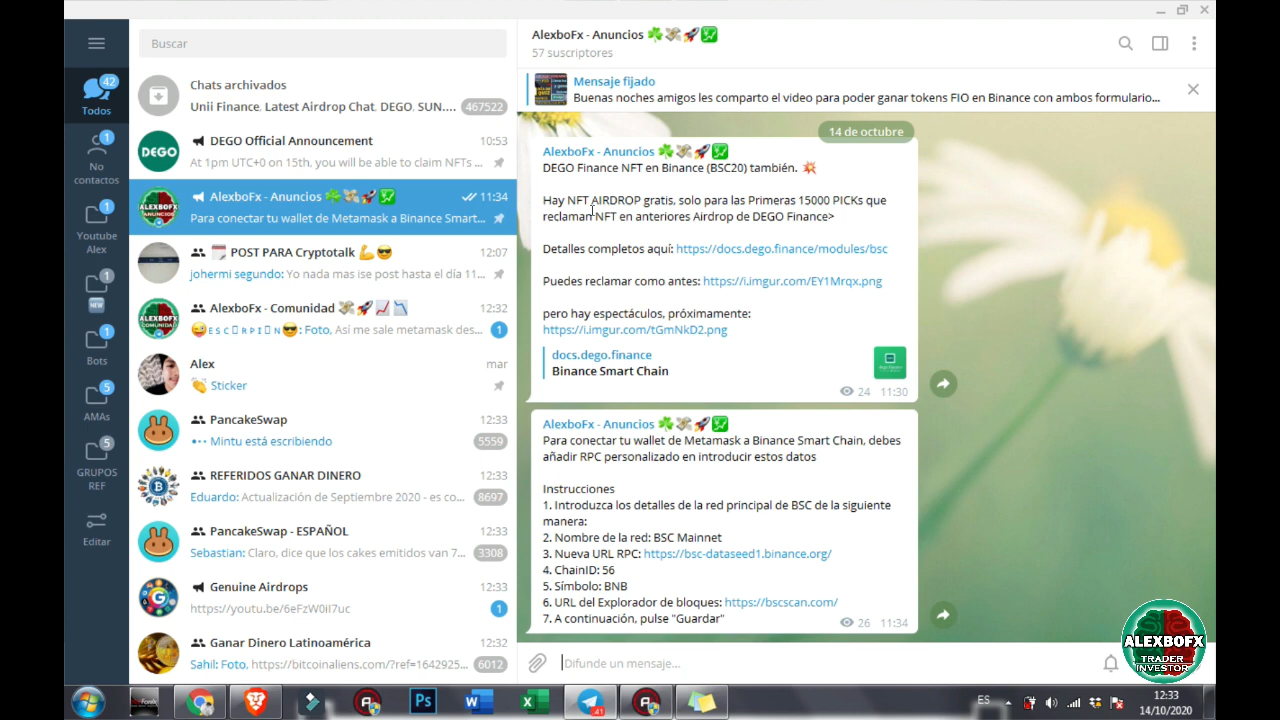 Buscar
42
Todos
1
No
contactos
1
Youtube
Alex
1
NEW
1
Bots
5
AMAs
5
GRUPOS
REF
Editar
Chats archivados
Unii Finance, Latest Airdrop Chat, DEGO, SUN.... 467522
DEGO Official Announcement 10:53
At 1pm UTC+0 on 15th, you will be able to claim NFTs ...
DEGO
AlexboFx - Anuncios 11:34
Para conectar tu wallet de Metamask a Binance Smart...
ALEXBOFX
ANUNCIOS
POST PARA Cryptotalk 12:07
johermi segundo: Yo nada mas ise post hasta el día 11...
AlexboFx - Comunidad 12:32
ESC𝚁RPIÓN: Foto, Asi me sale metamask des... 1
ALEXBOFX
COMUNIDAD
Alex mar
Sticker
PancakeSwap 12:33
Mintu está escribiendo 5559
REFERIDOS GANAR DINERO 12:33
Eduardo: Actualización de Septiembre 2020 - es co... 8697
PancakeSwap - ESPAÑOL 12:33
Sebastian: Claro, dice que los cakes emitidos van 7... 3308
Genuine Airdrops 12:33
https://youtu.be/6eFzW0iI7uc 1
Ganar Dinero Latinoamérica 12:32
Sahil: Foto, https://bitcoinaliens.com/?ref=1642925... 6012
AlexboFx - Anuncios
57 suscriptores
Mensaje fijado
Buenas noches amigos les comparto el video para poder ganar tokens FIO en Binance con ambos formulario...
14 de octubre
AlexboFx - Anuncios
DEGO Finance NFT en Binance (BSC20) también.
Hay NFT AIRDROP gratis, solo para las Primeras 15000 PICKs que
reclaman NFT en anteriores Airdrop de DEGO Finance>
Detalles completos aquí: https://docs.dego.finance/modules/bsc
Puedes reclamar como antes: https://i.imgur.com/EY1Mrqx.png
pero hay espectáculos, próximamente:
https://i.imgur.com/tGmNkD2.png
docs.dego.finance
Binance Smart Chain
24 11:30
AlexboFx - Anuncios
Para conectar tu wallet de Metamask a Binance Smart Chain, debes
añadir RPC personalizado en introducir estos datos
Instrucciones
1. Introduzca los detalles de la red principal de BSC de la siguiente
manera:
2. Nombre de la red: BSC Mainnet
3. Nueva URL RPC: https://bsc-dataseed1.binance.org/
4. ChainID: 56
5. Símbolo: BNB
6. URL del Explorador de bloques: https://bscscan.com/
7. A continuación, pulse "Guardar"
26 11:34
Difunde un mensaje...
ALEXBOFX
TRADER
INVESTOR
Ps
41
ES
12:33
14/10/2020